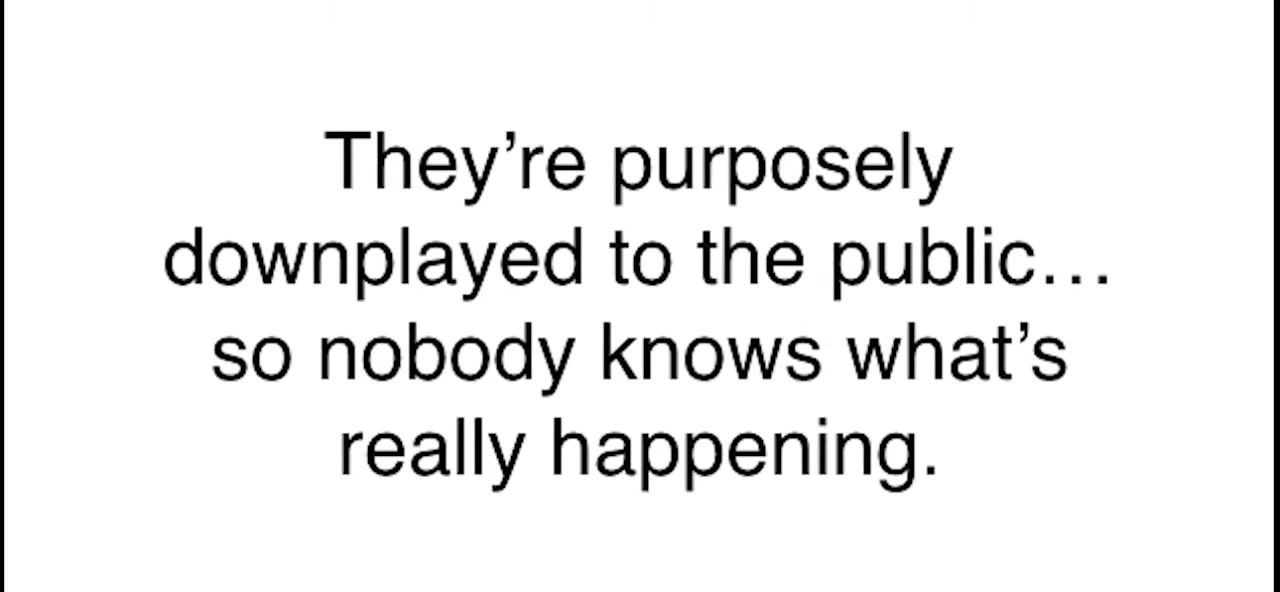 They’re purposely
downplayed to the public…
so nobody knows what’s
really happening.